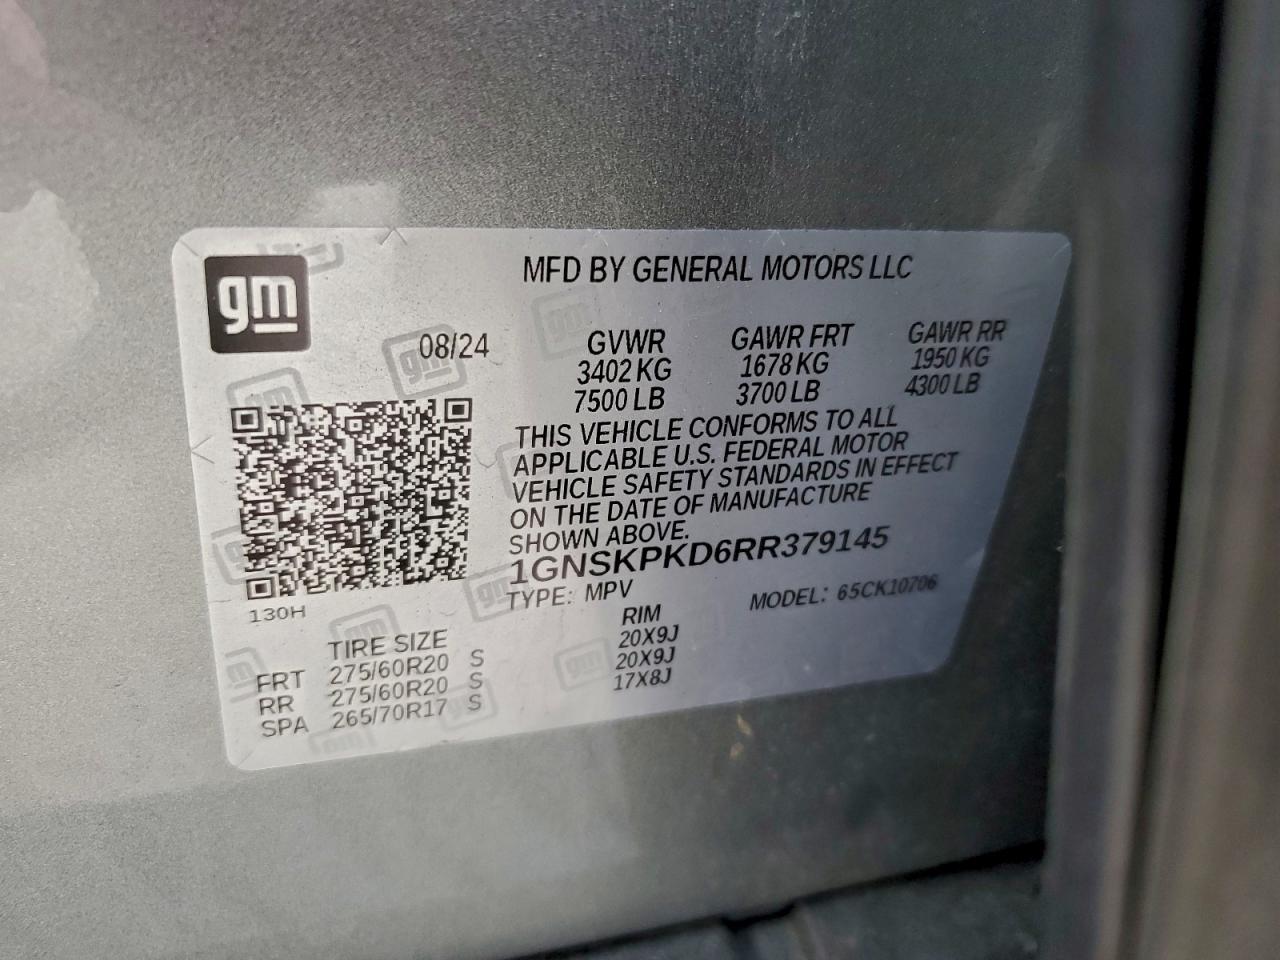 gm
MFD BY GENERAL MOTORS LLC
08/24
GVWR GAWR FRT GAWR RR
3402 KG 1678 KG 1950 KG
7500 LB 3700 LB 4300 LB
THIS VEHICLE CONFORMS TO ALL
APPLICABLE U.S. FEDERAL MOTOR
VEHICLE SAFETY STANDARDS IN EFFECT
ON THE DATE OF MANUFACTURE
SHOWN ABOVE.
1GNSKPKD6RR379145
TYPE: MPV MODEL: 65CK10706
130H
TIRE SIZE RIM
FRT 275/60R20 S 20X9J
RR 275/60R20 S 20X9J
SPA 265/70R17 S 17X8J